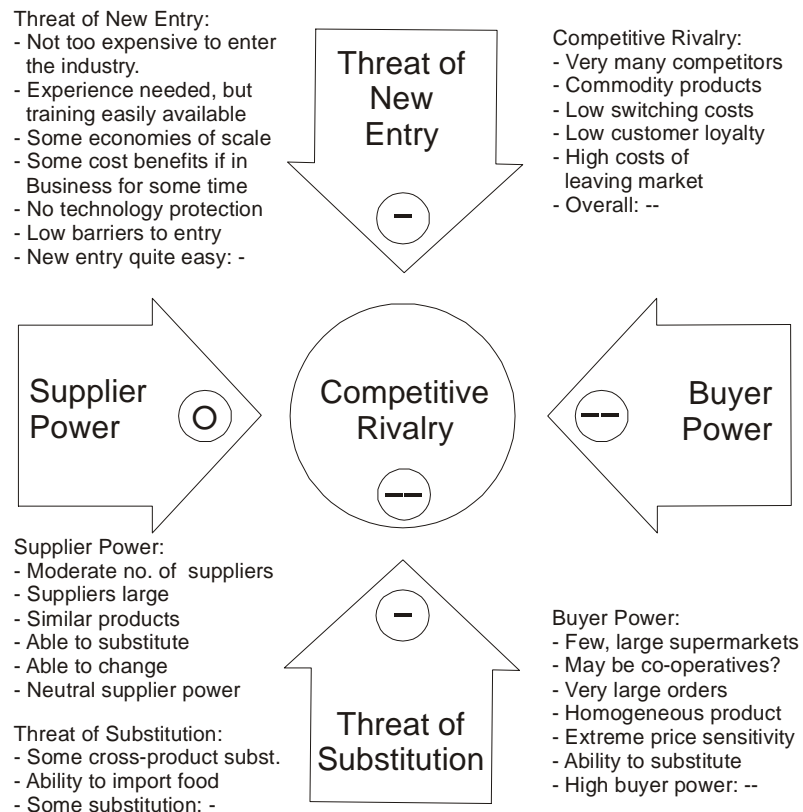 Threat of New Entry:
- Not too expensive to enter
the industry.
- Experience needed, but
training easily available
- Some economies of scale
- Some cost benefits if in
Business for some time
- No technology protection
- Low barriers to entry
- New entry quite easy: -
Threat of
New
Entry
-
Competitive Rivalry:
- Very many competitors
- Commodity products
- Low switching costs
- Low customer loyalty
- High costs of
leaving market
- Overall: --
Supplier
Power
O
Competitive
Rivalry
--
Buyer
Power
--
Supplier Power:
- Moderate no. of suppliers
- Suppliers large
- Similar products
- Able to substitute
- Able to change
- Neutral supplier power
Threat of Substitution:
- Some cross-product subst.
- Ability to import food
- Some substitution: -
-
Threat of
Substitution
Buyer Power:
- Few, large supermarkets
- May be co-operatives?
- Very large orders
- Homogeneous product
- Extreme price sensitivity
- Ability to substitute
- High buyer power: --